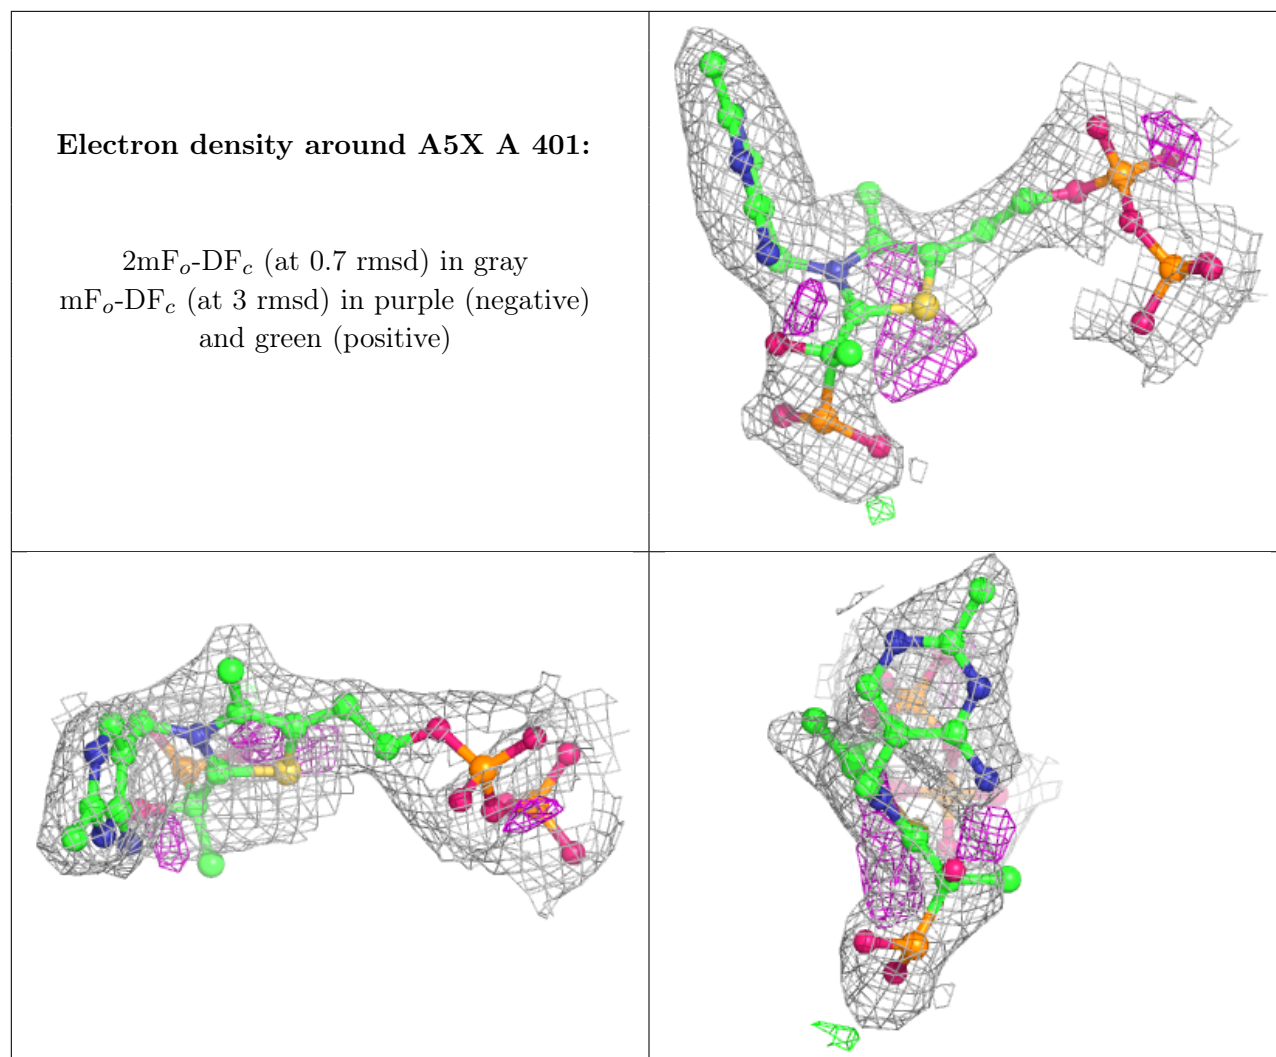 Electron density around A5X A 401:
2mFₒ-DF𝒸 (at 0.7 rmsd) in gray
mFₒ-DF𝒸 (at 3 rmsd) in purple (negative)
and green (positive)